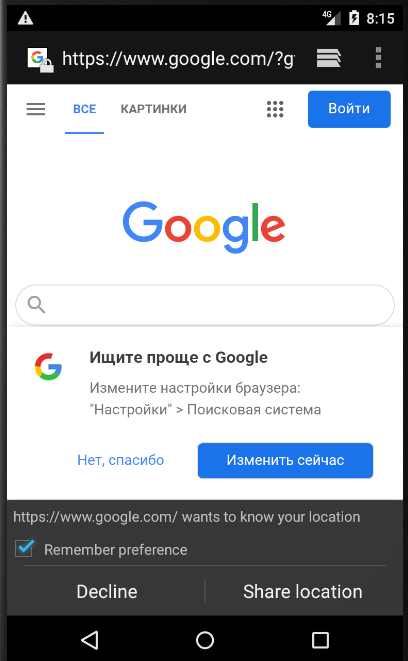 4G 8:15
https://www.google.com/?g
ВСЕ КАРТИНКИ Войти
Google
Ищите проще с Google
Измените настройки браузера:
"Настройки" > Поисковая система
Нет, спасибо Изменить сейчас
https://www.google.com/ wants to know your location
Remember preference
Decline Share location